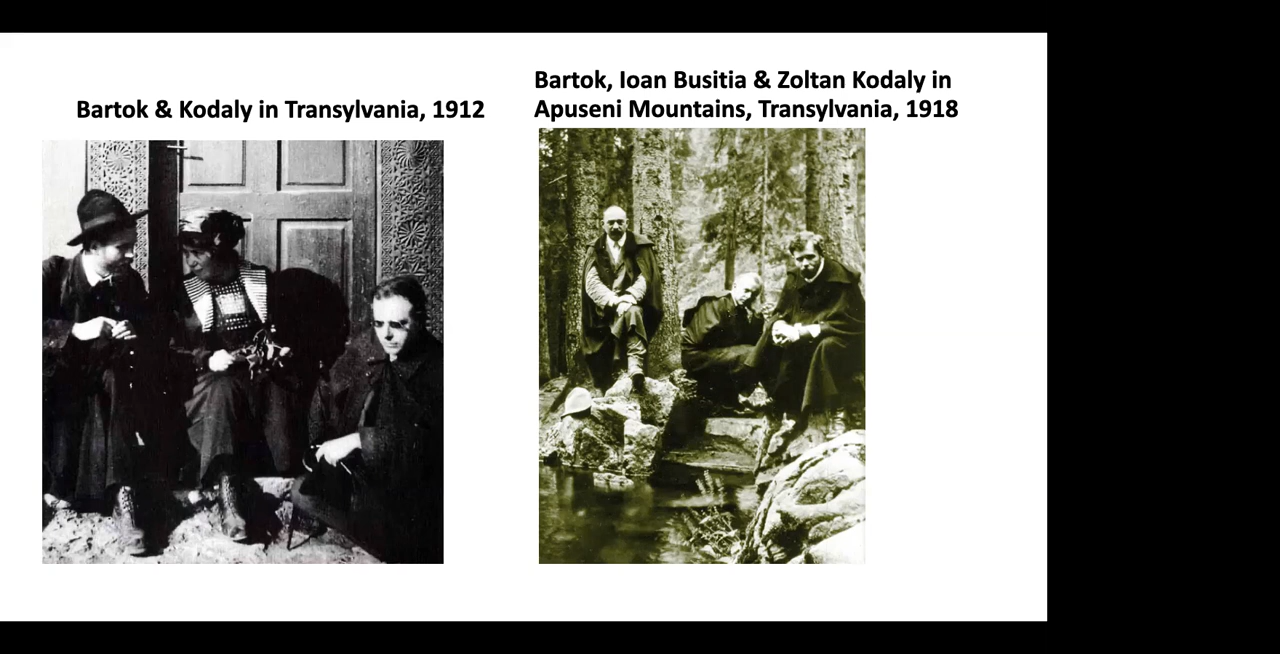 Bartok & Kodaly in Transylvania, 1912
Bartok, Ioan Busitia & Zoltan Kodaly in
Apuseni Mountains, Transylvania, 1918